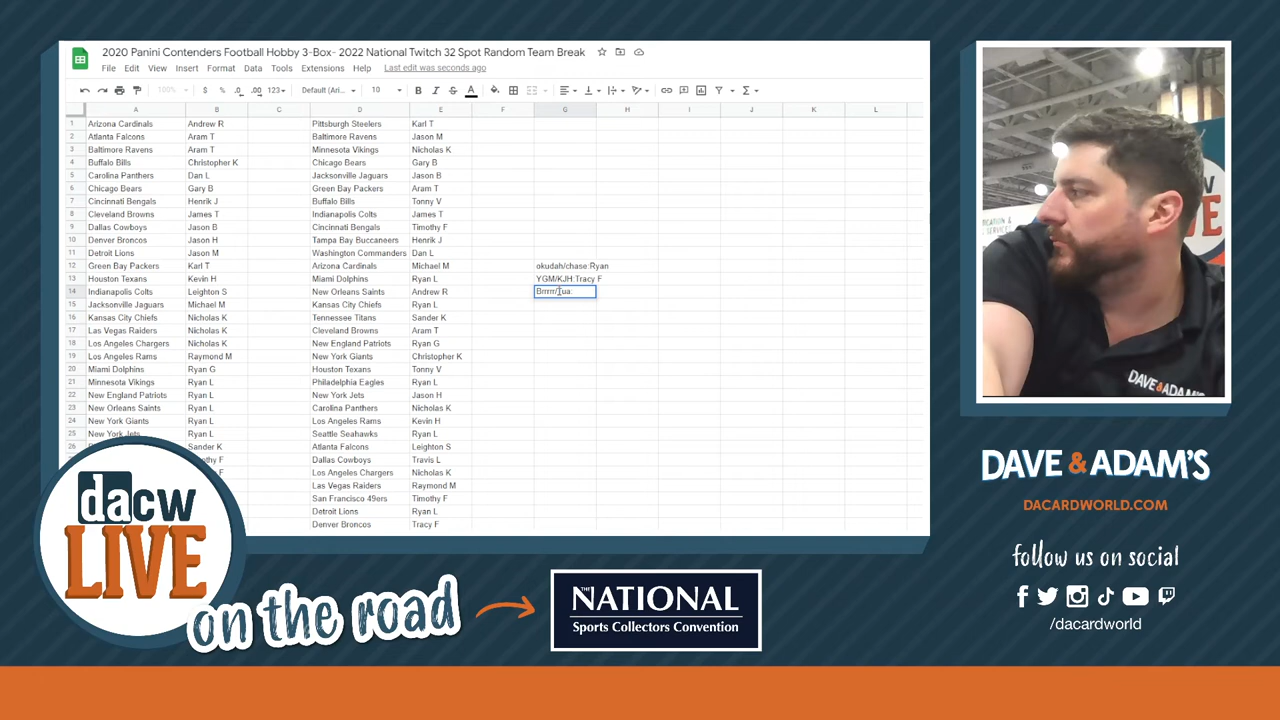 2020 Panini Contenders Football Hobby 3-Box- 2022 National Twitch 32 Spot Random Team Break
File Edit View Insert Format Data Tools Extensions Help Last edit was seconds ago
100% $ % .0 .00 123 Default (Ari... 10 B I S A
A B C D E F G H I J K L
1 Arizona Cardinals Andrew R Pittsburgh Steelers Karl T
2 Atlanta Falcons Aram T Baltimore Ravens Jason M
3 Baltimore Ravens Aram T Minnesota Vikings Nicholas K
4 Buffalo Bills Christopher K Chicago Bears Gary B
5 Carolina Panthers Dan L Jacksonville Jaguars Jason B
6 Chicago Bears Gary B Green Bay Packers Aram T
7 Cincinnati Bengals Henrik J Buffalo Bills Tonny V
8 Cleveland Browns James T Indianapolis Colts James T
9 Dallas Cowboys Jason B Cincinnati Bengals Timothy F
10 Denver Broncos Jason H Tampa Bay Buccaneers Henrik J
11 Detroit Lions Jason M Washington Commanders Dan L
12 Green Bay Packers Karl T Arizona Cardinals Michael M okudah/chase:Ryan
13 Houston Texans Kevin H Miami Dolphins Ryan L YGM/KJH:Tracy F
14 Indianapolis Colts Leighton S New Orleans Saints Andrew R
15 Jacksonville Jaguars Michael M Kansas City Chiefs Ryan L
16 Kansas City Chiefs Nicholas K Tennessee Titans Sander K
17 Las Vegas Raiders Nicholas K Cleveland Browns Aram T
18 Los Angeles Chargers Nicholas K New England Patriots Ryan G
19 Los Angeles Rams Raymond M New York Giants Christopher K
20 Miami Dolphins Ryan G Houston Texans Tonny V
21 Minnesota Vikings Ryan L Philadelphia Eagles Ryan L
22 New England Patriots Ryan L New York Jets Jason H
23 New Orleans Saints Ryan L Carolina Panthers Nicholas K
24 New York Giants Ryan L Los Angeles Rams Kevin H
25 New York Jets Ryan L Seattle Seahawks Ryan L
26 Sander K Atlanta Falcons Leighton S
Dallas Cowboys Travis L
Los Angeles Chargers Nicholas K
Las Vegas Raiders Raymond M
San Francisco 49ers Timothy F
Detroit Lions Ryan L
Denver Broncos Tracy F
dacw
LIVE
on the road
THE
NATIONAL
Sports Collectors Convention
DAVE & ADAM'S
DAVE & ADAM'S
DACARDWORLD.COM
follow us on social
/dacardworld